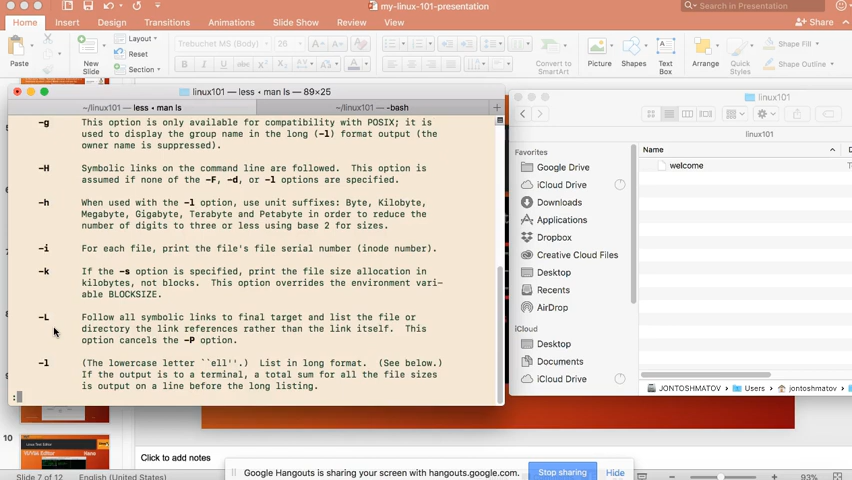 my-linux-101-presentation
Search in Presentation
Home Insert Design Transitions Animations Slide Show Review View Share
Paste
New
Slide
Layout
Reset
Section
Trebuchet MS (Body) 26
Convert to
SmartArt
Picture
Shapes
Text
Box
Arrange
Shape Fill
Shape Outline
linux101 — less • man ls — 89×25
~/linux101 — less • man ls
~/linux101 — -bash
-g This option is only available for compatibility with POSIX; it is
used to display the group name in the long (-l) format output (the
owner name is suppressed).
-H Symbolic links on the command line are followed. This option is
assumed if none of the -F, -d, or -l options are specified.
-h When used with the -l option, use unit suffixes: Byte, Kilobyte,
Megabyte, Gigabyte, Terabyte and Petabyte in order to reduce the
number of digits to three or less using base 2 for sizes.
-i For each file, print the file's file serial number (inode number).
-k If the -s option is specified, print the file size allocation in
kilobytes, not blocks. This option overrides the environment vari-
able BLOCKSIZE.
-L Follow all symbolic links to final target and list the file or
directory the link references rather than the link itself. This
option cancels the -P option.
-l (The lowercase letter ``ell''.) List in long format. (See below.)
If the output is to a terminal, a total sum for all the file sizes
is output on a line before the long listing.
:
linux101
linux101
Favorites
Google Drive
iCloud Drive
Downloads
Applications
Dropbox
Creative Cloud Files
Desktop
Recents
AirDrop
iCloud
Desktop
Documents
iCloud Drive
Name
welcome
JONTOSHMATOV › Users › jontoshmatov ›
10
VI/Vim Editor Nano
Click to add notes
Google Hangouts is sharing your screen with hangouts.google.com.
Stop sharing
Hide
Slide 7 of 12 English (United States)
93%